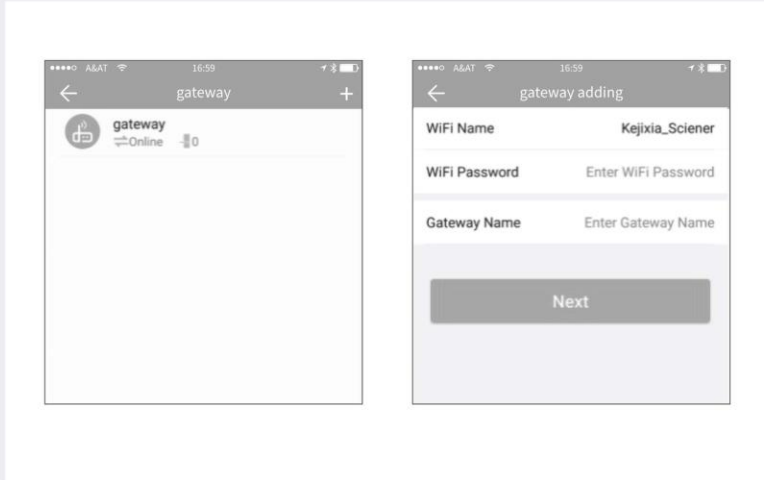 A&AT 16:59
gateway
gateway
Online 0
A&AT 16:59
gateway adding
WiFi Name Kejixia_Sciener
WiFi Password Enter WiFi Password
Gateway Name Enter Gateway Name
Next